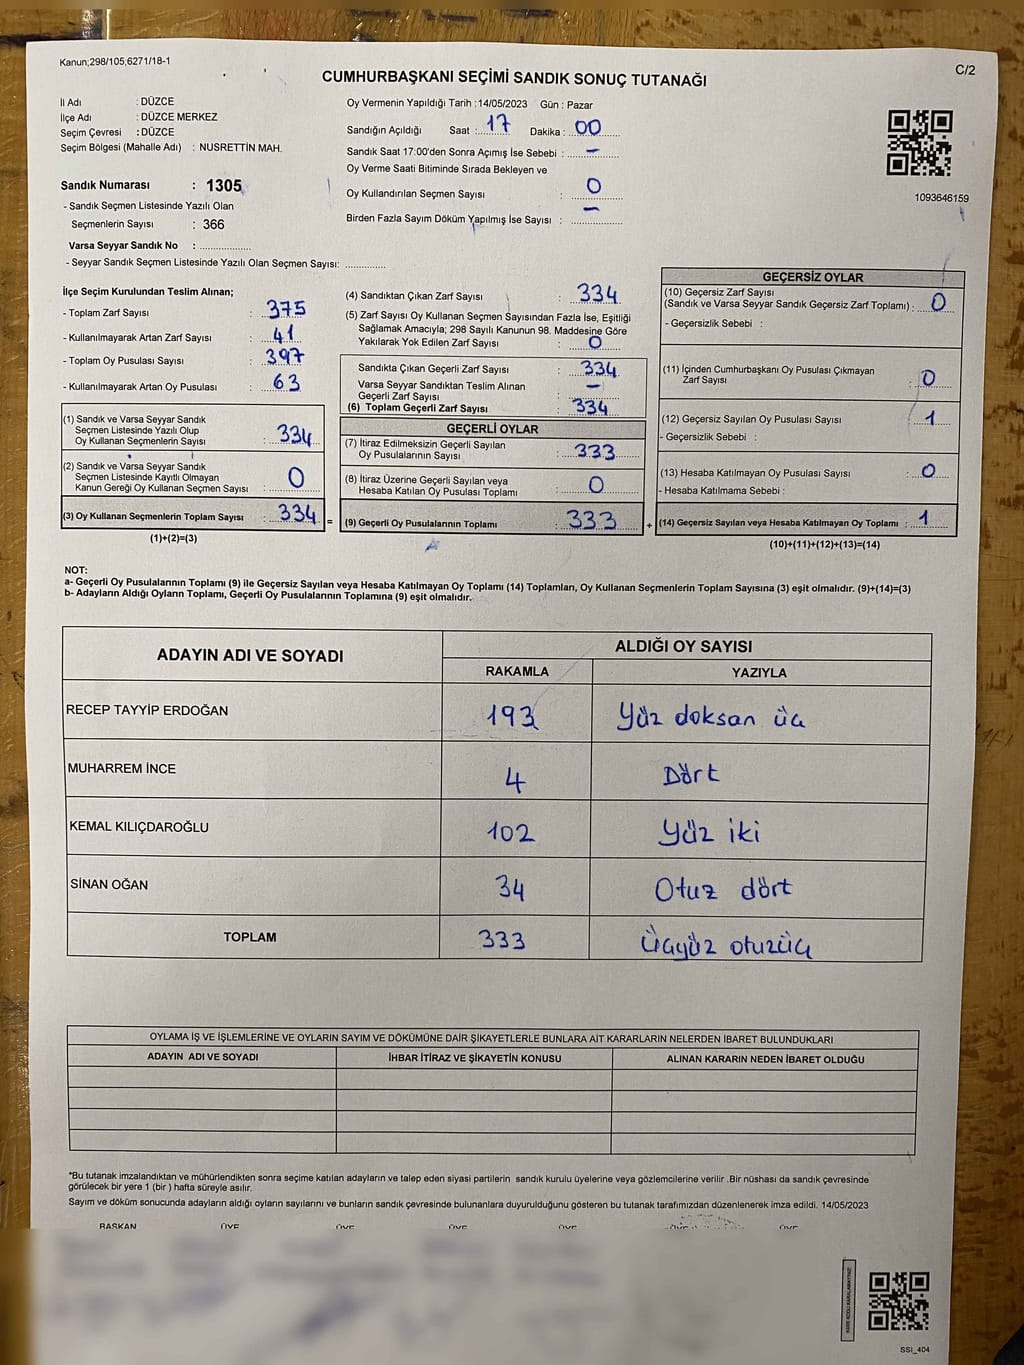 Kanun;298/105;6271/18-1
C/2
CUMHURBAŞKANI SEÇİMİ SANDIK SONUÇ TUTANAĞI
İl Adı : DÜZCE
İlçe Adı : DÜZCE MERKEZ
Seçim Çevresi : DÜZCE
Seçim Bölgesi (Mahalle Adı) : NUSRETTİN MAH.
Sandık Numarası : 1305
- Sandık Seçmen Listesinde Yazılı Olan
Seçmenlerin Sayısı : 366
Varsa Seyyar Sandık No : ..................
- Seyyar Sandık Seçmen Listesinde Yazılı Olan Seçmen Sayısı: ..............
Oy Vermenin Yapıldığı Tarih : 14/05/2023 Gün : Pazar
Sandığın Açıldığı Saat : 17 Dakika : 00
Sandık Saat 17:00'den Sonra Açımış İse Sebebi : –
Oy Verme Saati Bitiminde Sırada Bekleyen ve
Oy Kullandırılan Seçmen Sayısı : 0
Birden Fazla Sayım Döküm Yapılmış İse Sayısı : –
1093646159
İlçe Seçim Kurulundan Teslim Alınan;
- Toplam Zarf Sayısı : 375
- Kullanılmayarak Artan Zarf Sayısı : 41
- Toplam Oy Pusulası Sayısı : 397
- Kullanılmayarak Artan Oy Pusulası : 63
(1) Sandık ve Varsa Seyyar Sandık
Seçmen Listesinde Yazılı Olup
Oy Kullanan Seçmenlerin Sayısı : 334
(2) Sandık ve Varsa Seyyar Sandık
Seçmen Listesinde Kayıtlı Olmayan
Kanun Gereği Oy Kullanan Seçmen Sayısı : 0
(3) Oy Kullanan Seçmenlerin Toplam Sayısı : 334 =
(1)+(2)=(3)
(4) Sandıktan Çıkan Zarf Sayısı : 334
(5) Zarf Sayısı Oy Kullanan Seçmen Sayısından Fazla İse, Eşitliği
Sağlamak Amacıyla; 298 Sayılı Kanunun 98. Maddesine Göre
Yakılarak Yok Edilen Zarf Sayısı : 0
Sandıkta Çıkan Geçerli Zarf Sayısı : 334
Varsa Seyyar Sandıktan Teslim Alınan
Geçerli Zarf Sayısı : –
(6) Toplam Geçerli Zarf Sayısı : 334
GEÇERLİ OYLAR
(7) İtiraz Edilmeksizin Geçerli Sayılan
Oy Pusulalarının Sayısı : 333
(8) İtiraz Üzerine Geçerli Sayılan veya
Hesaba Katılan Oy Pusulası Toplamı : 0
(9) Geçerli Oy Pusulalarının Toplamı : 333 +
GEÇERSİZ OYLAR
(10) Geçersiz Zarf Sayısı
(Sandık ve Varsa Seyyar Sandık Geçersiz Zarf Toplamı) : 0
- Geçersizlik Sebebi :
(11) İçinden Cumhurbaşkanı Oy Pusulası Çıkmayan
Zarf Sayısı : 0
(12) Geçersiz Sayılan Oy Pusulası Sayısı : 1
- Geçersizlik Sebebi :
(13) Hesaba Katılmayan Oy Pusulası Sayısı : 0
- Hesaba Katılmama Sebebi :
(14) Geçersiz Sayılan veya Hesaba Katılmayan Oy Toplamı : 1
(10)+(11)+(12)+(13)=(14)
NOT:
a- Geçerli Oy Pusulalarının Toplamı (9) ile Geçersiz Sayılan veya Hesaba Katılmayan Oy Toplamı (14) Toplamları, Oy Kullanan Seçmenlerin Toplam Sayısına (3) eşit olmalıdır. (9)+(14)=(3)
b- Adayların Aldığı Oyların Toplamı, Geçerli Oy Pusulalarının Toplamına (9) eşit olmalıdır.
ADAYIN ADI VE SOYADI ALDIĞI OY SAYISI
RAKAMLA YAZIYLA
RECEP TAYYİP ERDOĞAN 193 Yüz doksan üç
MUHARREM İNCE 4 Dört
KEMAL KILIÇDAROĞLU 102 Yüz iki
SİNAN OĞAN 34 Otuz dört
TOPLAM 333 Üçyüz otuzüç
OYLAMA İŞ VE İŞLEMLERİNE VE OYLARIN SAYIM VE DÖKÜMÜNE DAİR ŞİKAYETLERLE BUNLARA AİT KARARLARIN NELERDEN İBARET BULUNDUKLARI
ADAYIN ADI VE SOYADI İHBAR İTİRAZ VE ŞİKAYETİN KONUSU ALINAN KARARIN NEDEN İBARET OLDUĞU
*Bu tutanak imzalandıktan ve mühürlendikten sonra seçime katılan adayların ve talep eden siyasi partilerin sandık kurulu üyelerine veya gözlemcilerine verilir .Bir nüshası da sandık çevresinde
görülecek bir yere 1 (bir ) hafta süreyle asılır.
Sayım ve döküm sonucunda adayların aldığı oyların sayılarını ve bunların sandık çevresinde bulunanlara duyurulduğunu gösteren bu tutanak tarafımızdan düzenlenerek imza edildi. 14/05/2023
BAŞKAN ÜYE ÜYE ÜYE ÜYE ÜYE ÜYE
SSI_404